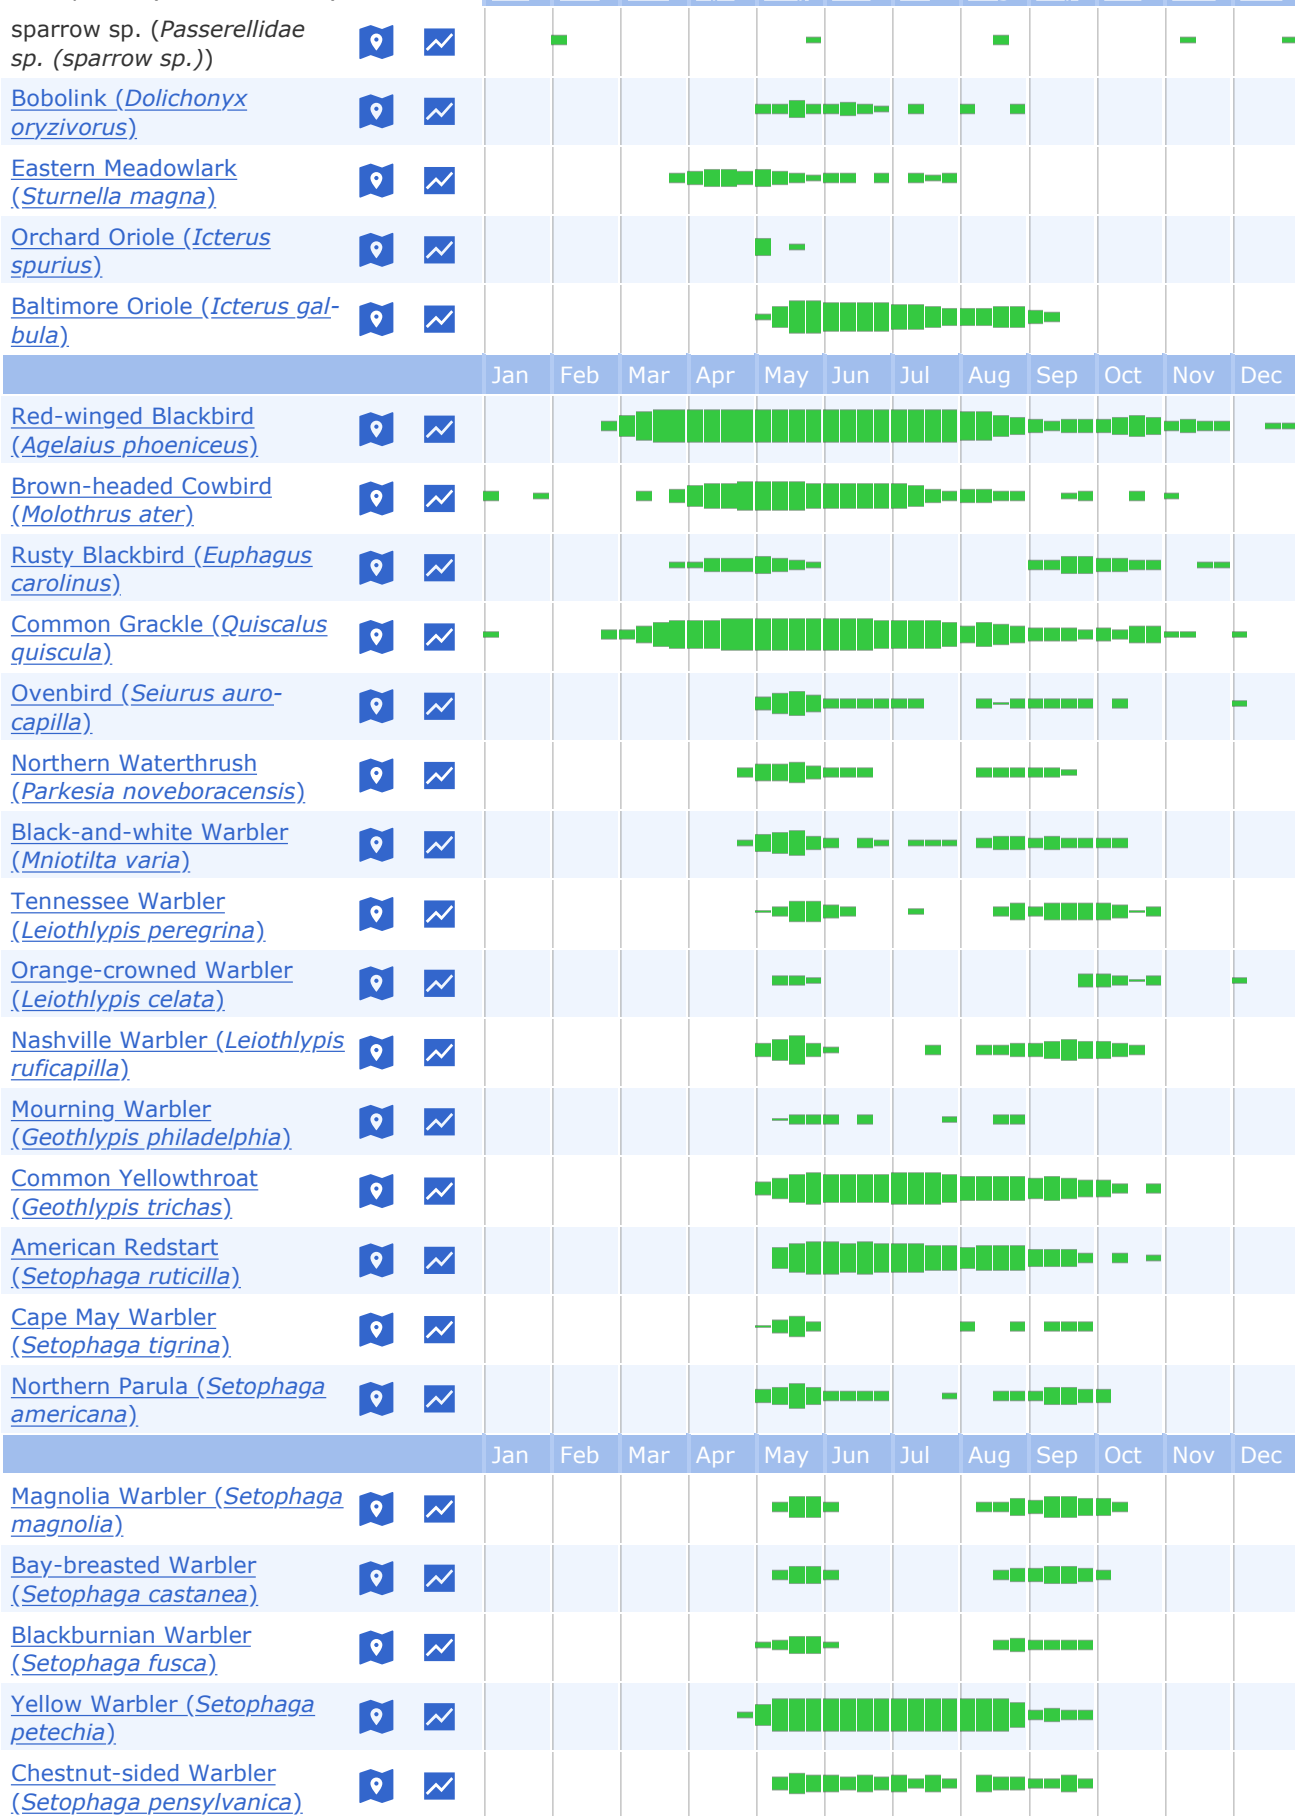 sparrow sp. (Passerellidae
sp. (sparrow sp.))
Bobolink (Dolichonyx
oryzivorus)
Eastern Meadowlark
(Sturnella magna)
Orchard Oriole (Icterus
spurius)
Baltimore Oriole (Icterus gal-
bula)
Jan Feb Mar Apr May Jun Jul Aug Sep Oct Nov Dec
Red-winged Blackbird
(Agelaius phoeniceus)
Brown-headed Cowbird
(Molothrus ater)
Rusty Blackbird (Euphagus
carolinus)
Common Grackle (Quiscalus
quiscula)
Ovenbird (Seiurus auro-
capilla)
Northern Waterthrush
(Parkesia noveboracensis)
Black-and-white Warbler
(Mniotilta varia)
Tennessee Warbler
(Leiothlypis peregrina)
Orange-crowned Warbler
(Leiothlypis celata)
Nashville Warbler (Leiothlypis
ruficapilla)
Mourning Warbler
(Geothlypis philadelphia)
Common Yellowthroat
(Geothlypis trichas)
American Redstart
(Setophaga ruticilla)
Cape May Warbler
(Setophaga tigrina)
Northern Parula (Setophaga
americana)
Jan Feb Mar Apr May Jun Jul Aug Sep Oct Nov Dec
Magnolia Warbler (Setophaga
magnolia)
Bay-breasted Warbler
(Setophaga castanea)
Blackburnian Warbler
(Setophaga fusca)
Yellow Warbler (Setophaga
petechia)
Chestnut-sided Warbler
(Setophaga pensylvanica)